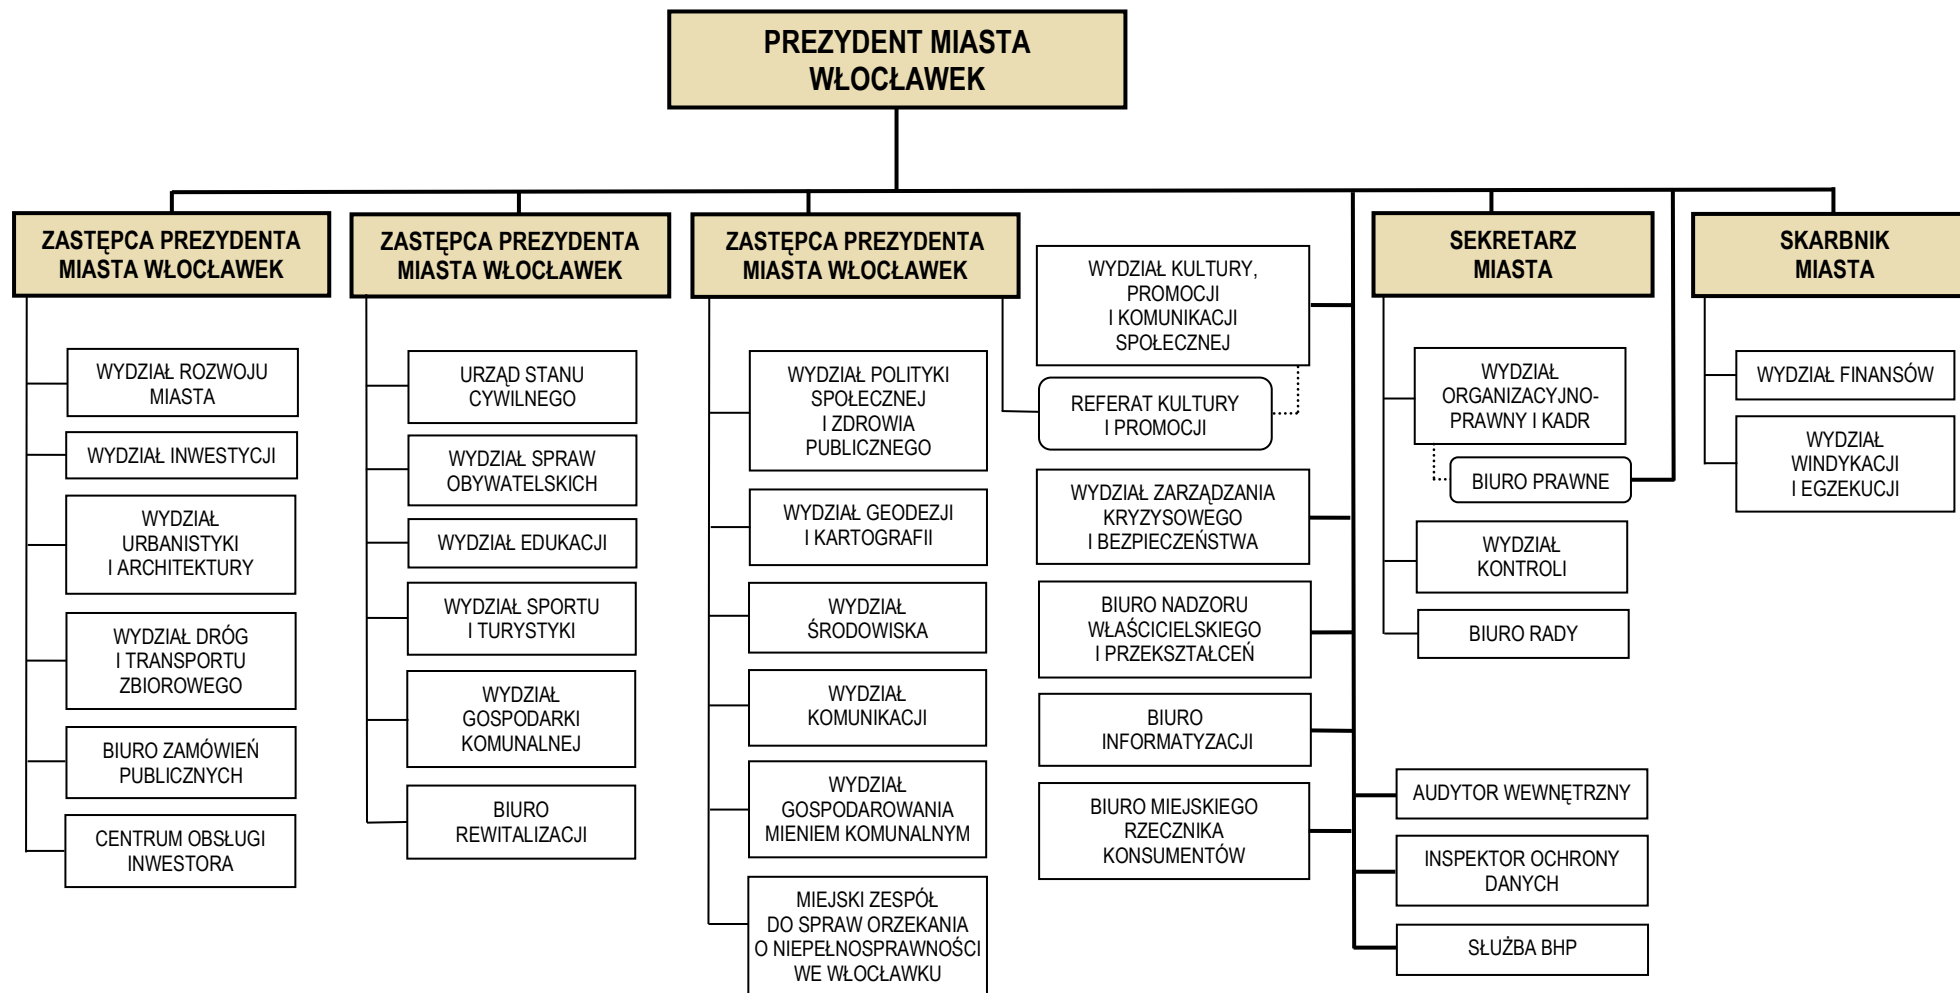 PREZYDENT MIASTA
WŁOCŁAWEK
ZASTĘPCA PREZYDENTA
MIASTA WŁOCŁAWEK
WYDZIAŁ ROZWOJU
MIASTA
WYDZIAŁ INWESTYCJI
WYDZIAŁ
URBANISTYKI
I ARCHITEKTURY
WYDZIAŁ DRÓG
I TRANSPORTU
ZBIOROWEGO
BIURO ZAMÓWIEŃ
PUBLICZNYCH
CENTRUM OBSŁUGI
INWESTORA
ZASTĘPCA PREZYDENTA
MIASTA WŁOCŁAWEK
URZĄD STANU
CYWILNEGO
WYDZIAŁ SPRAW
OBYWATELSKICH
WYDZIAŁ EDUKACJI
WYDZIAŁ SPORTU
I TURYSTYKI
WYDZIAŁ
GOSPODARKI
KOMUNALNEJ
BIURO
REWITALIZACJI
ZASTĘPCA PREZYDENTA
MIASTA WŁOCŁAWEK
WYDZIAŁ POLITYKI
SPOŁECZNEJ
I ZDROWIA
PUBLICZNEGO
WYDZIAŁ GEODEZJI
I KARTOGRAFII
WYDZIAŁ
ŚRODOWISKA
WYDZIAŁ
KOMUNIKACJI
WYDZIAŁ
GOSPODAROWANIA
MIENIEM KOMUNALNYM
MIEJSKI ZESPÓŁ
DO SPRAW ORZEKANIA
O NIEPEŁNOSPRAWNOŚCI
WE WŁOCŁAWKU
WYDZIAŁ KULTURY,
PROMOCJI
I KOMUNIKACJI
SPOŁECZNEJ
REFERAT KULTURY
I PROMOCJI
WYDZIAŁ ZARZĄDZANIA
KRYZYSOWEGO
I BEZPIECZEŃSTWA
BIURO NADZORU
WŁAŚCICIELSKIEGO
I PRZEKSZTAŁCEŃ
BIURO
INFORMATYZACJI
BIURO MIEJSKIEGO
RZECZNIKA
KONSUMENTÓW
SEKRETARZ
MIASTA
WYDZIAŁ
ORGANIZACYJNO-
PRAWNY I KADR
BIURO PRAWNE
WYDZIAŁ
KONTROLI
BIURO RADY
AUDYTOR WEWNĘTRZNY
INSPEKTOR OCHRONY
DANYCH
SŁUŻBA BHP
SKARBNIK
MIASTA
WYDZIAŁ FINANSÓW
WYDZIAŁ
WINDYKACJI
I EGZEKUCJI